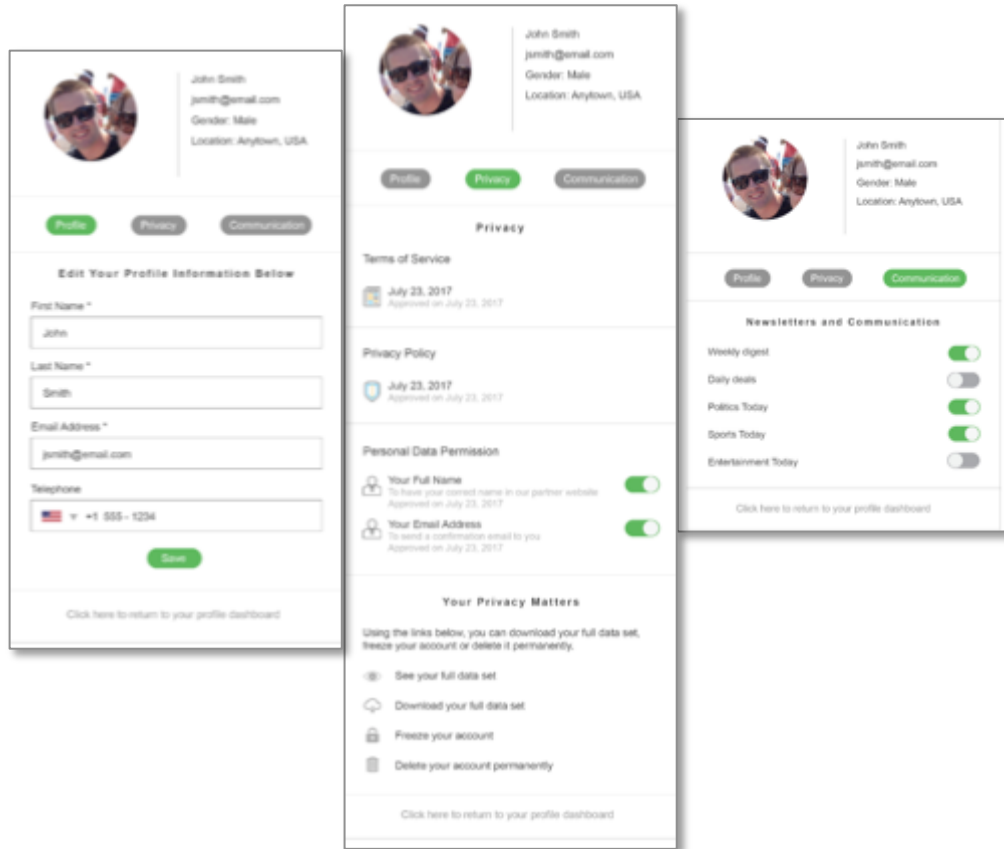 John Smith
jsmith@email.com
Gender: Male
Location: Anytown, USA
Profile
Privacy
Communication
Edit Your Profile Information Below
First Name *
John
Last Name *
Smith
Email Address *
jsmith@email.com
Telephone
+1 555-1234
Save
Click here to return to your profile dashboard
John Smith
jsmith@email.com
Gender: Male
Location: Anytown, USA
Profile
Privacy
Communication
Privacy
Terms of Service
July 23, 2017
Approved on July 23, 2017
Privacy Policy
July 23, 2017
Approved on July 23, 2017
Personal Data Permission
Your Full Name
To have your correct name in our partner website
Approved on July 23, 2017
Your Email Address
To send a confirmation email to you
Approved on July 23, 2017
Your Privacy Matters
Using the links below, you can download your full data set,
freeze your account or delete it permanently.
See your full data set
Download your full data set
Freeze your account
Delete your account permanently
Click here to return to your profile dashboard
John Smith
jsmith@email.com
Gender: Male
Location: Anytown, USA
Profile
Privacy
Communication
Newsletters and Communication
Weekly digest
Daily deals
Politics Today
Sports Today
Entertainment Today
Click here to return to your profile dashboard